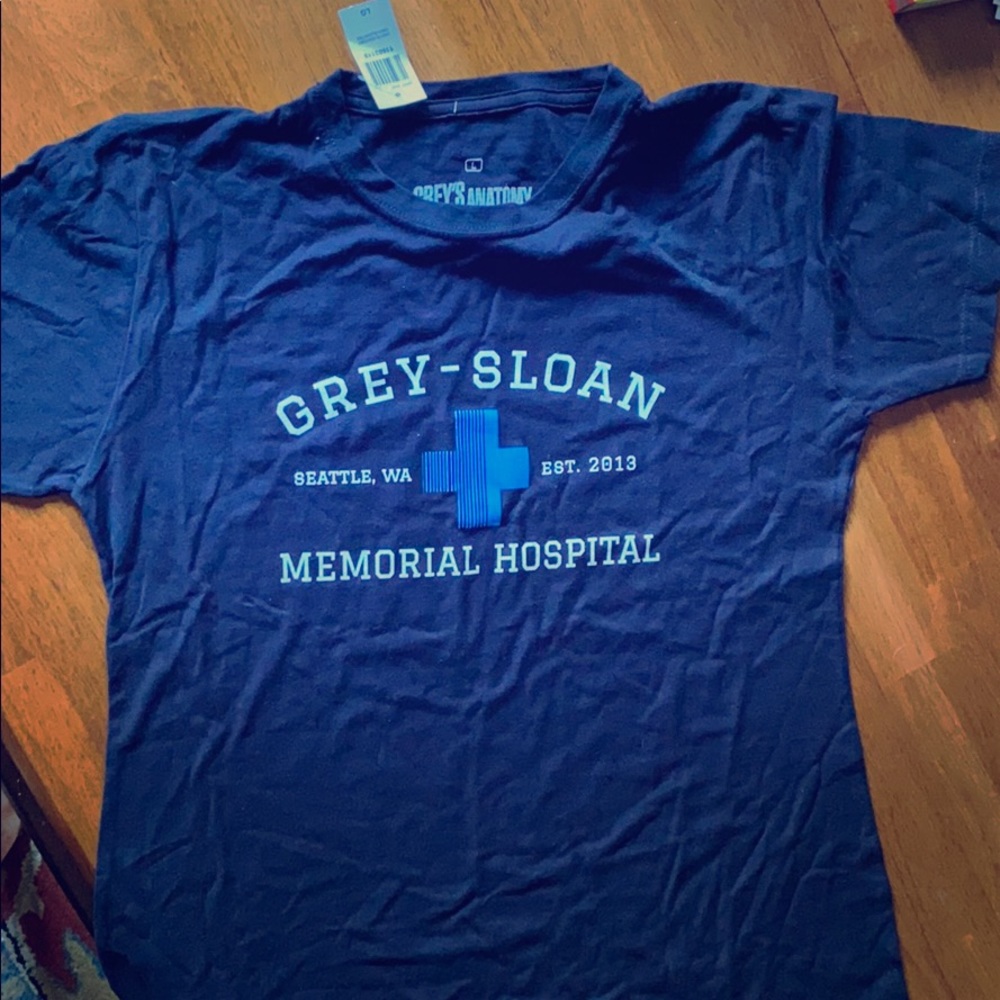 L
GREY'S ANATOMY
GREY-SLOAN
SEATTLE, WA
EST. 2013
MEMORIAL HOSPITAL